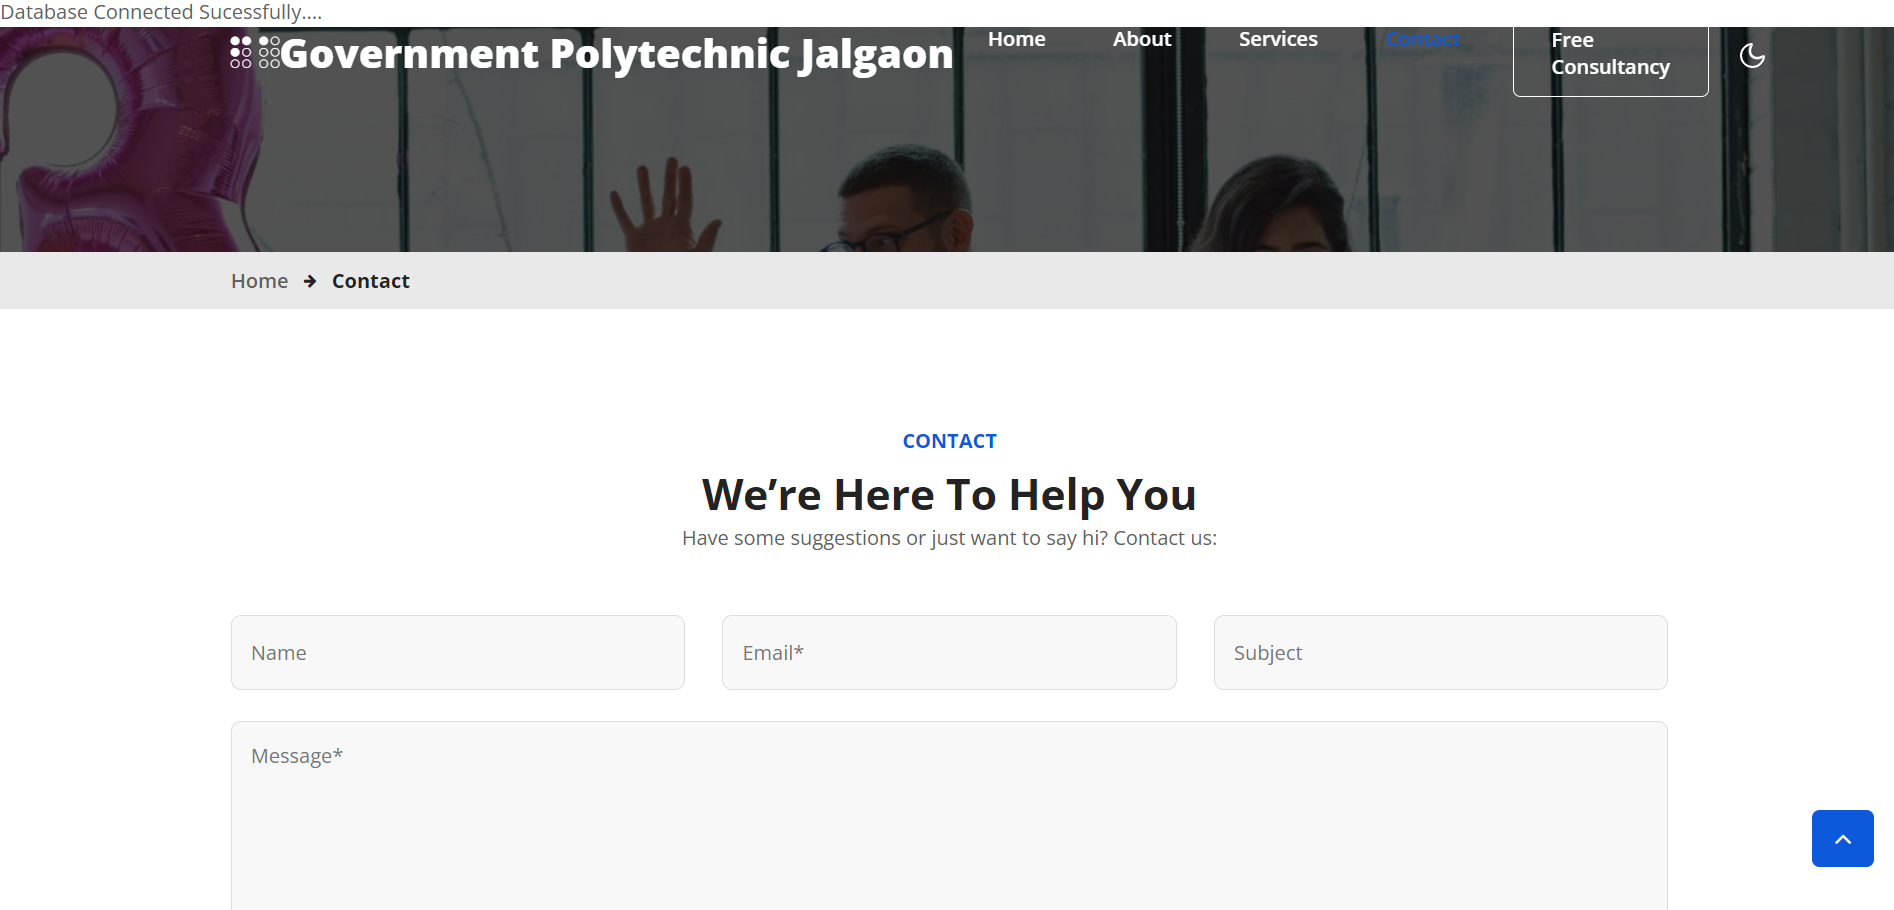 Database Connected Sucessfully....
Government Polytechnic Jalgaon
Home
About
Services
Contact
Free
Consultancy
Home
Contact
CONTACT
We’re Here To Help You
Have some suggestions or just want to say hi? Contact us:
Name
Email*
Subject
Message*